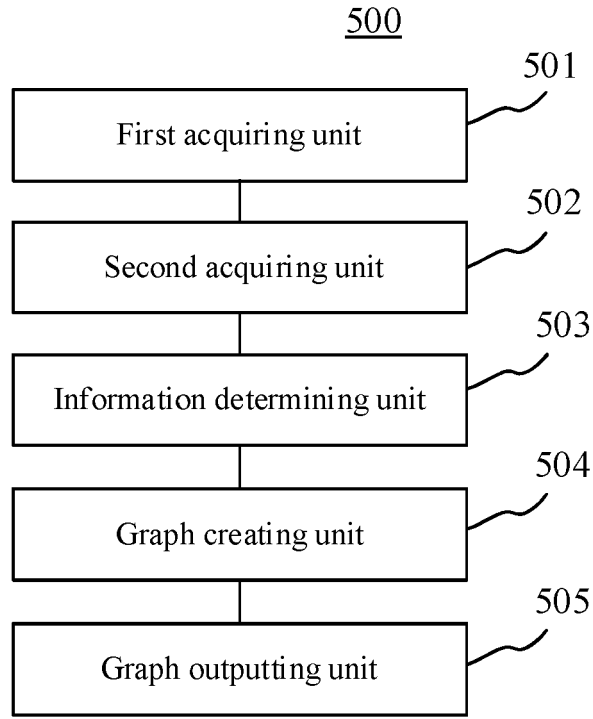 500
501
First acquiring unit
502
Second acquiring unit
503
Information determining unit
504
Graph creating unit
505
Graph outputting unit